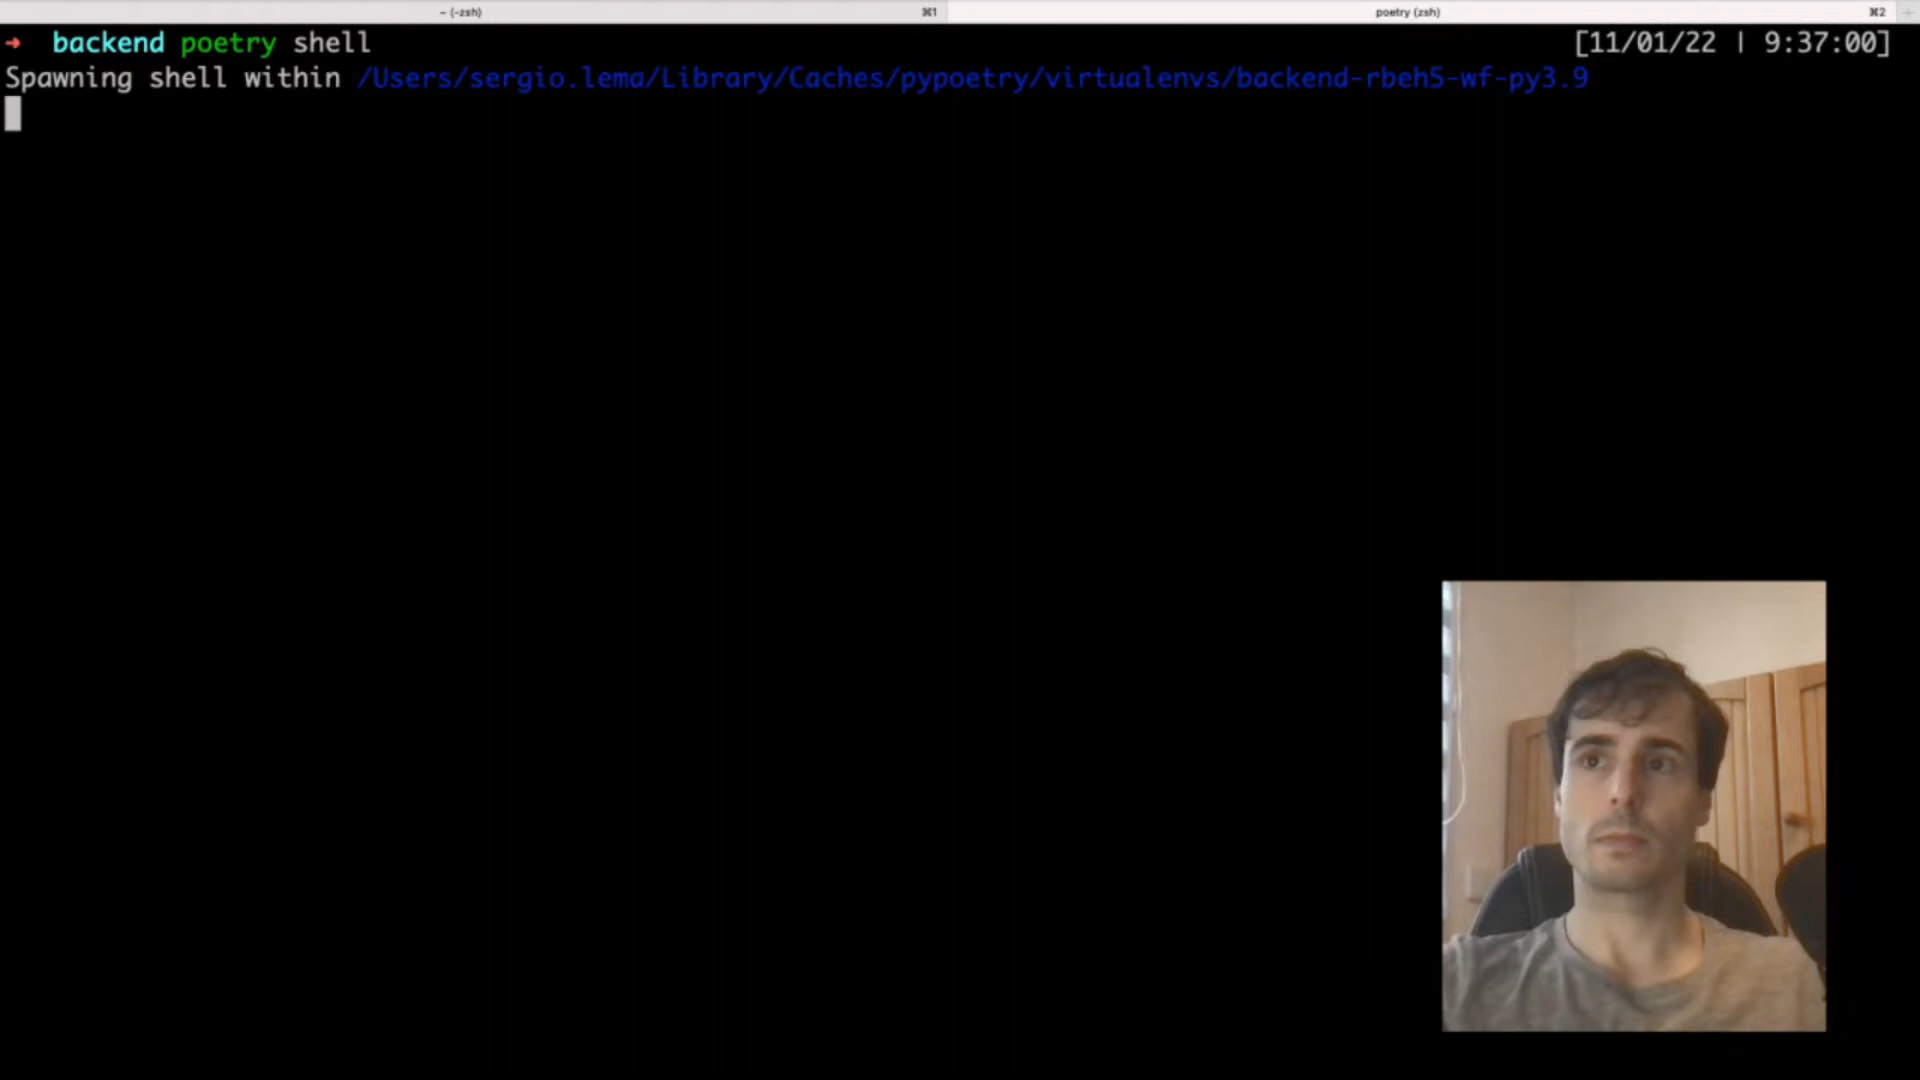 ~ (-zsh) ⌘1 poetry (zsh) ⌘2 +
➜ backend poetry shell [11/01/22 | 9:37:00]
Spawning shell within /Users/sergio.lema/Library/Caches/pypoetry/virtualenvs/backend-rbeh5-wf-py3.9